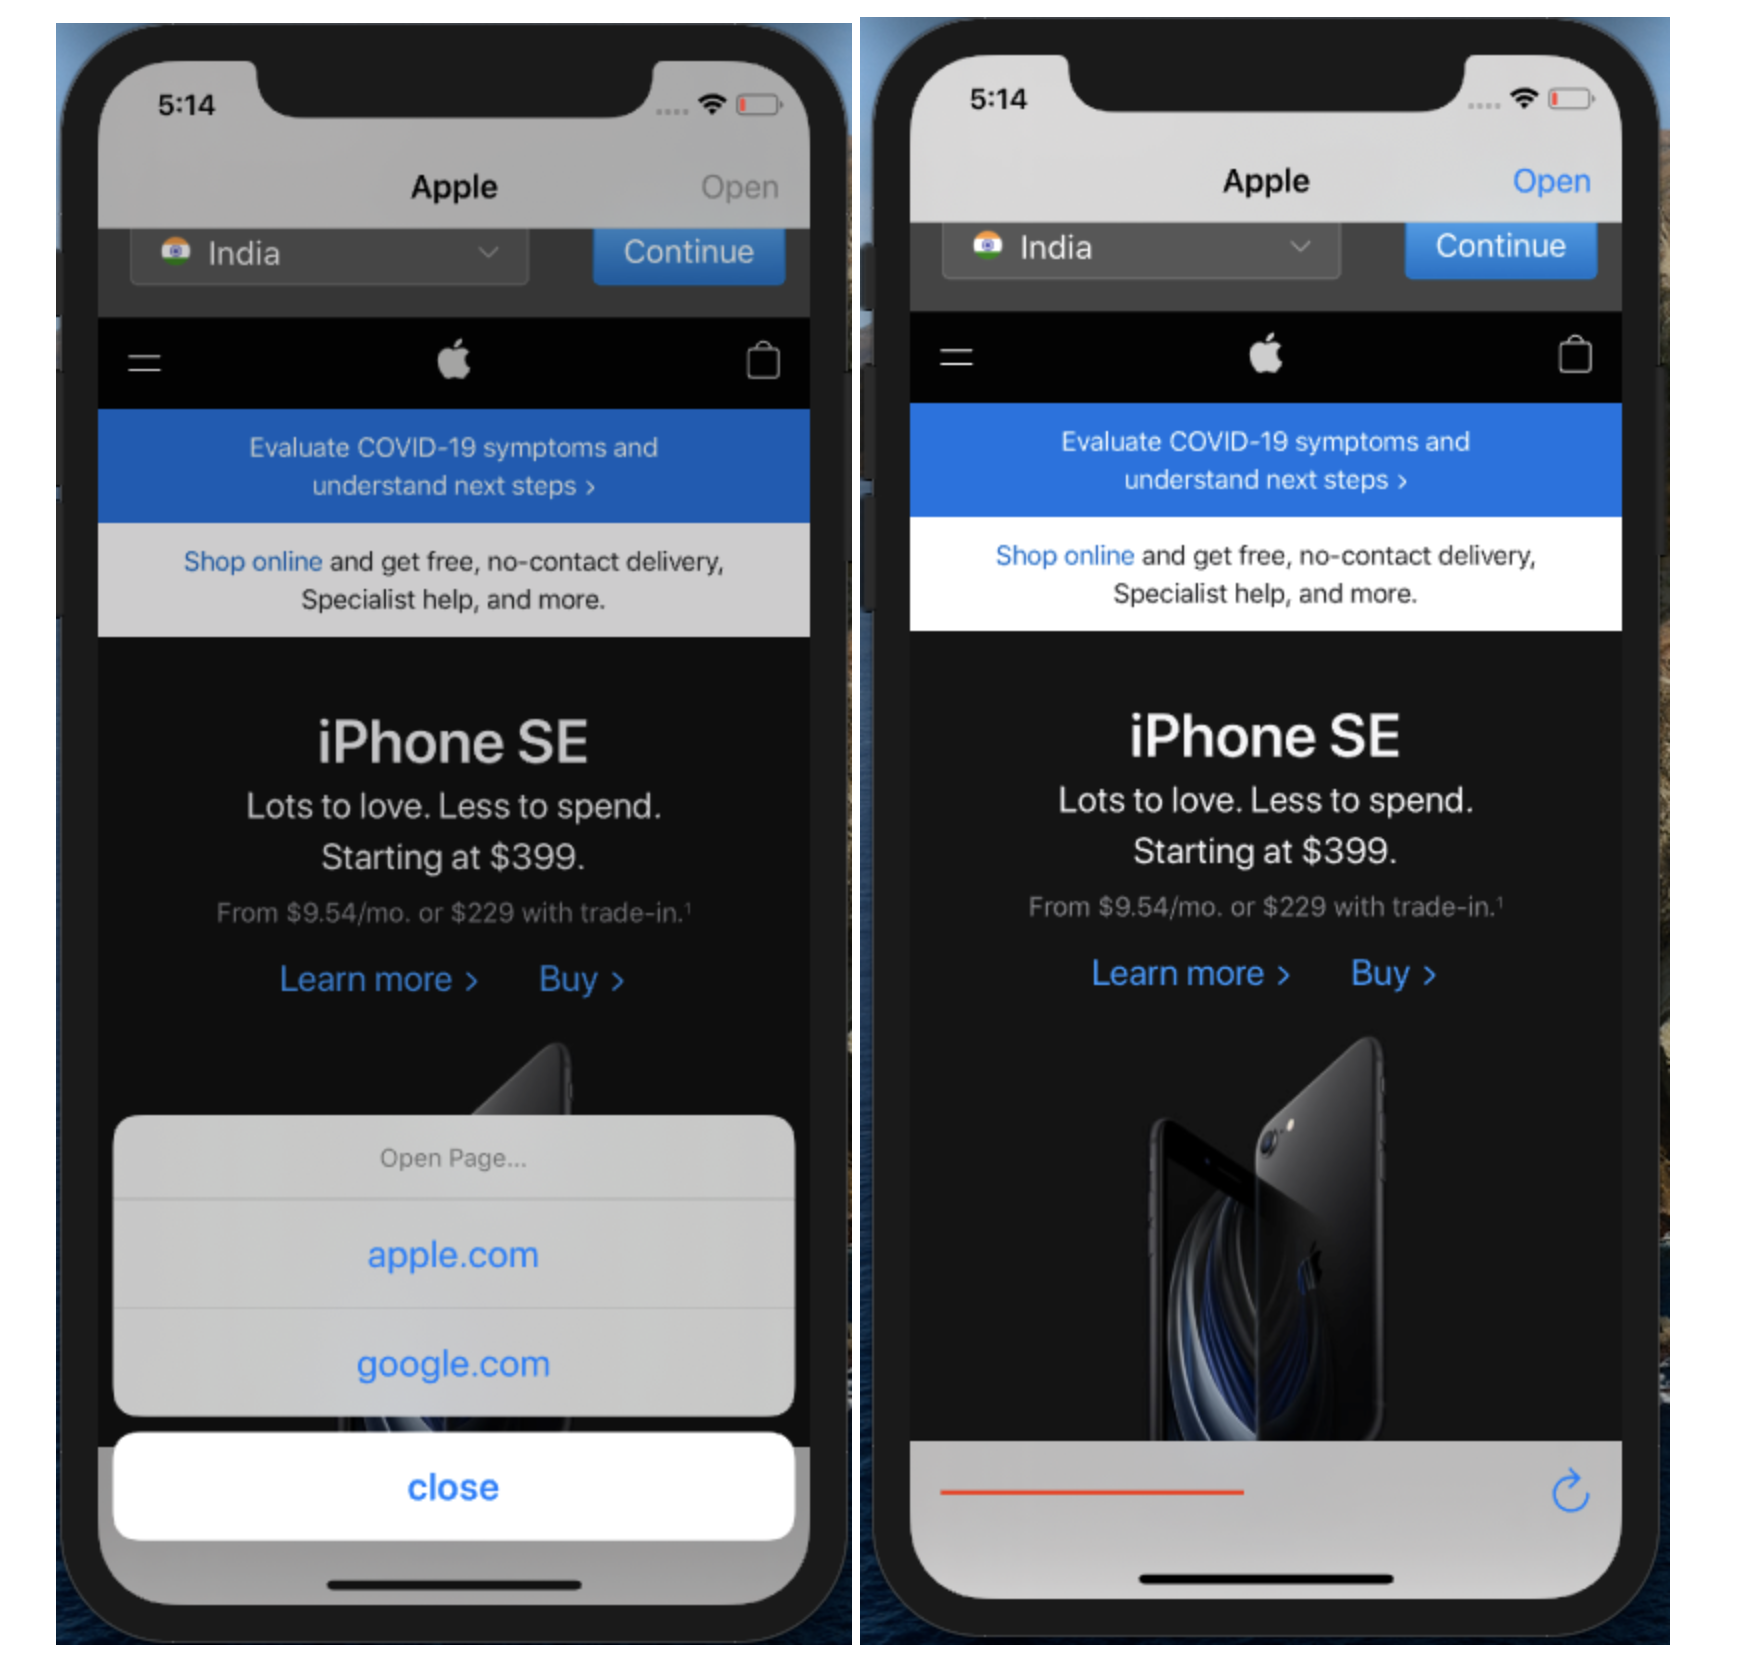 5:14
Apple
Open
India
Continue
Evaluate COVID-19 symptoms and
understand next steps >
Shop online and get free, no-contact delivery,
Specialist help, and more.
iPhone SE
Lots to love. Less to spend.
Starting at $399.
From $9.54/mo. or $229 with trade-in.¹
Learn more > Buy >
Open Page...
apple.com
google.com
close
5:14
Apple
Open
India
Continue
Evaluate COVID-19 symptoms and
understand next steps >
Shop online and get free, no-contact delivery,
Specialist help, and more.
iPhone SE
Lots to love. Less to spend.
Starting at $399.
From $9.54/mo. or $229 with trade-in.¹
Learn more > Buy >